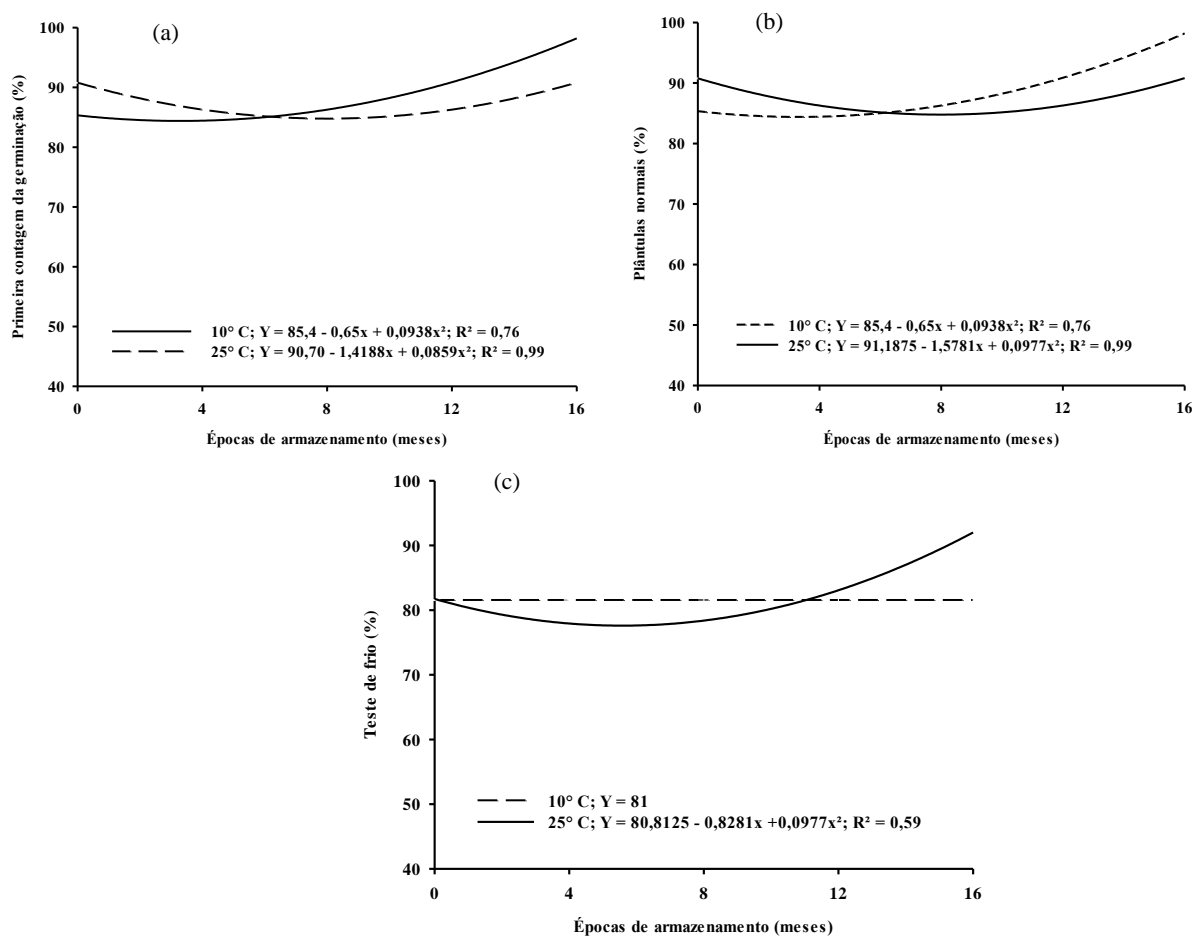 (a)
Primeira contagem da germinação (%)
100
90
80
70
60
50
40
10° C; Y = 85,4 - 0,65x + 0,0938x²; R² = 0,76
25° C; Y = 90,70 - 1,4188x + 0,0859x²; R² = 0,99
0 4 8 12 16
Épocas de armazenamento (meses)
(b)
Plântulas normais (%)
100
90
80
70
60
50
40
10° C; Y = 85,4 - 0,65x + 0,0938x²; R² = 0,76
25° C; Y = 91,1875 - 1,5781x + 0,0977x²; R² = 0,99
0 4 8 12 16
Épocas de armazenamento (meses)
(c)
Teste de frio (%)
100
90
80
70
60
50
40
10° C; Y = 81
25° C; Y = 80,8125 - 0,8281x +0,0977x²; R² = 0,59
0 4 8 12 16
Épocas de armazenamento (meses)